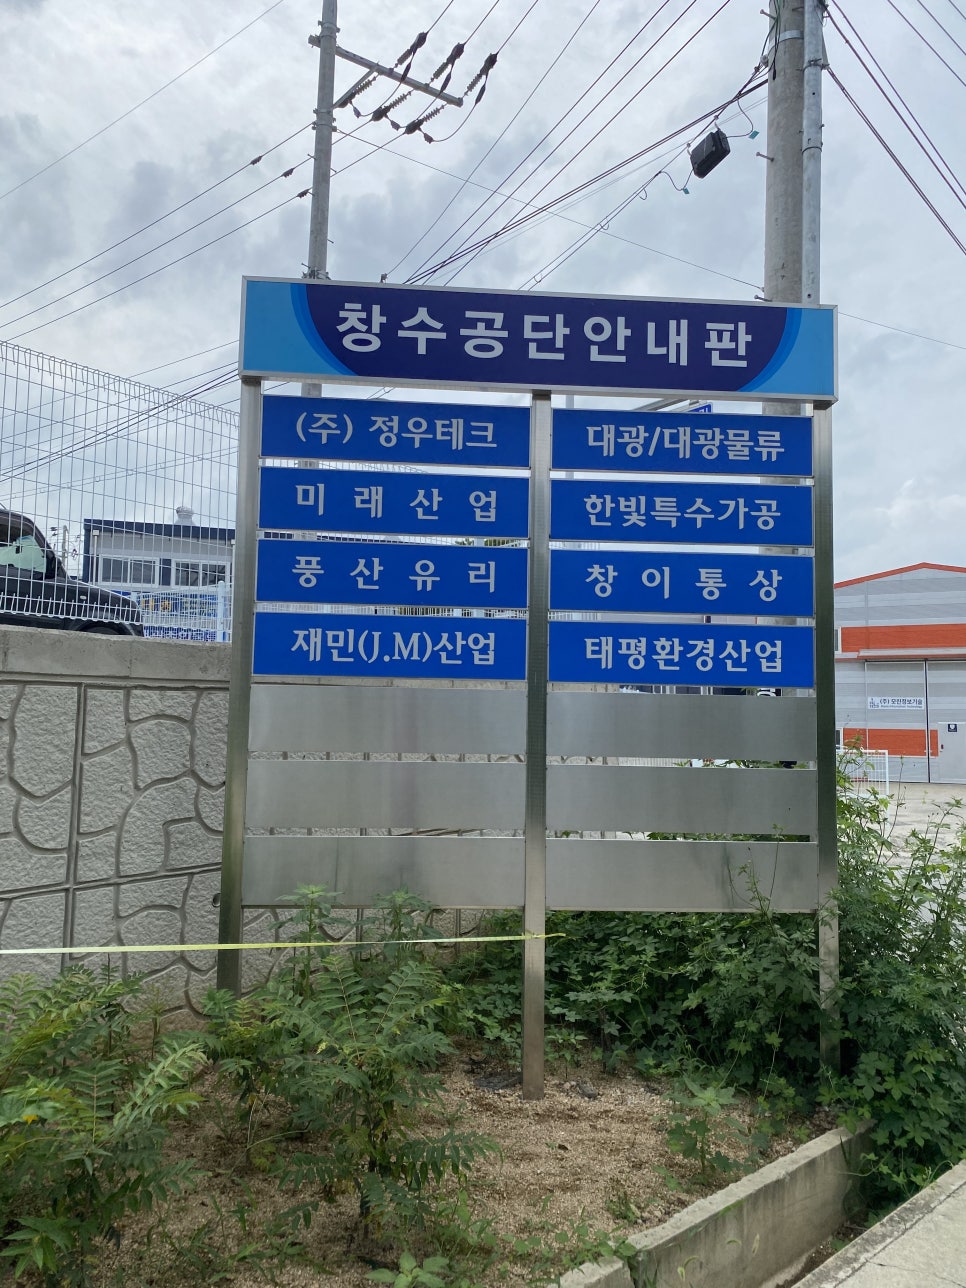 창수공단안내판
(주) 정우테크
대광/대광물류
미래산업
한빛특수가공
풍산유리
창이통상
재민(J.M)산업
태평환경산업